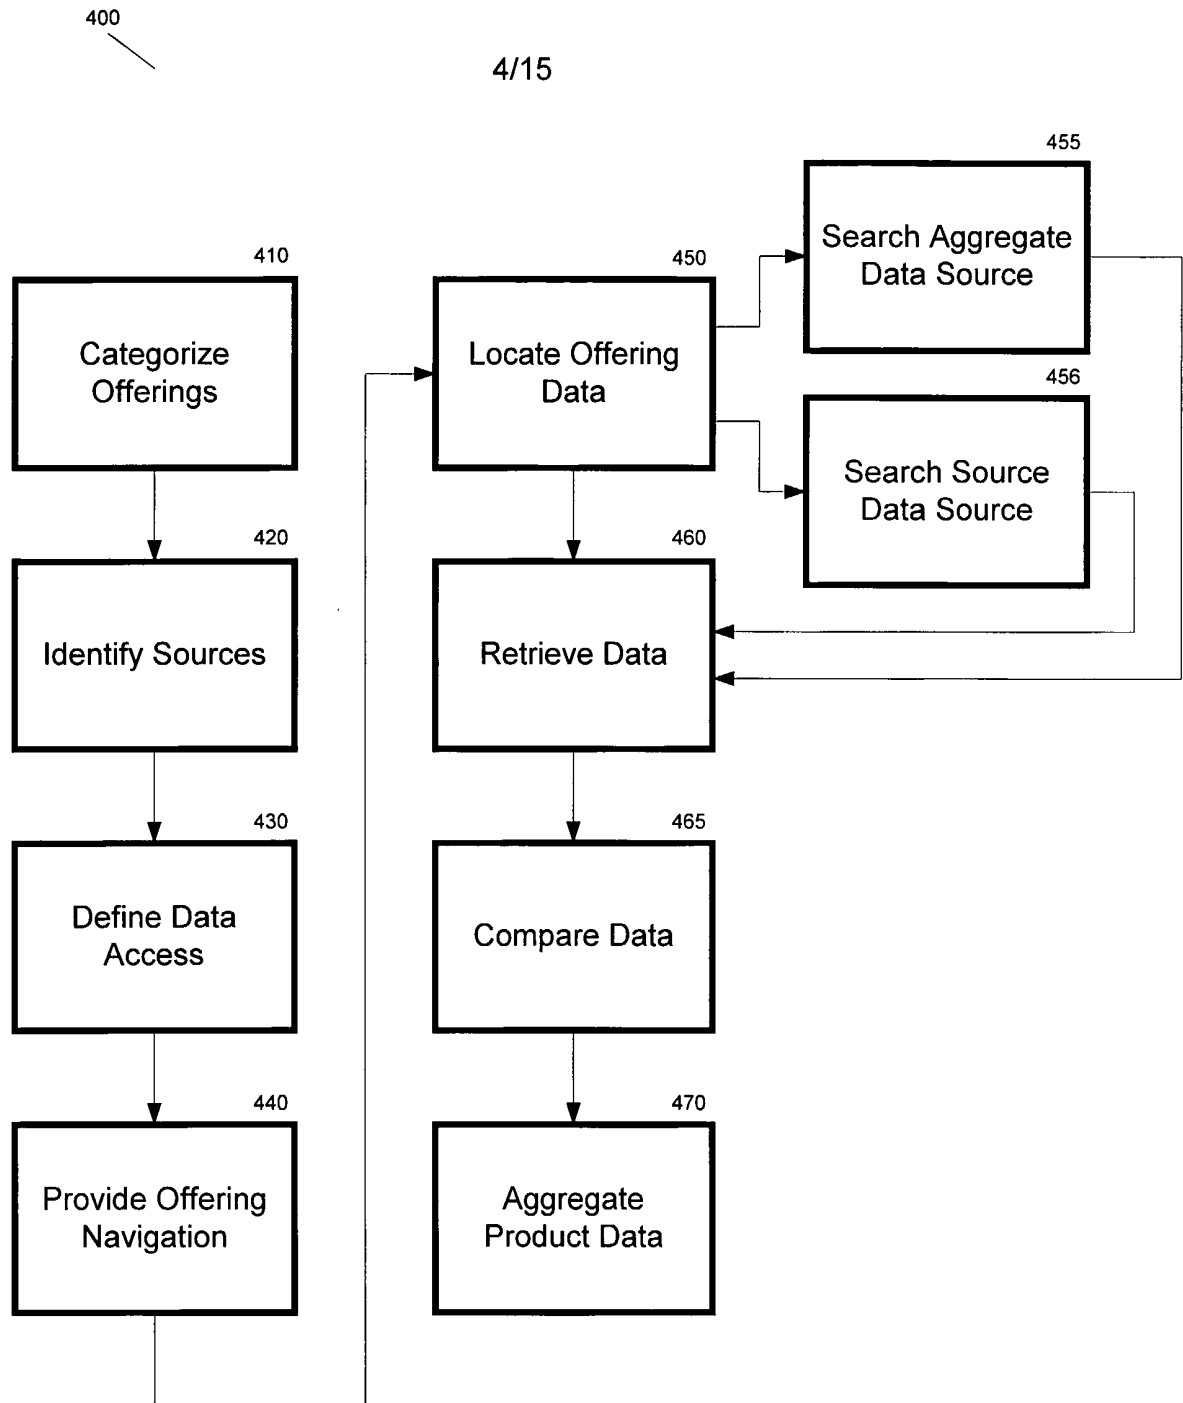 400
4/15
410
Categorize
Offerings
420
Identify Sources
430
Define Data
Access
440
Provide Offering
Navigation
450
Locate Offering
Data
455
Search Aggregate
Data Source
456
Search Source
Data Source
460
Retrieve Data
465
Compare Data
470
Aggregate
Product Data